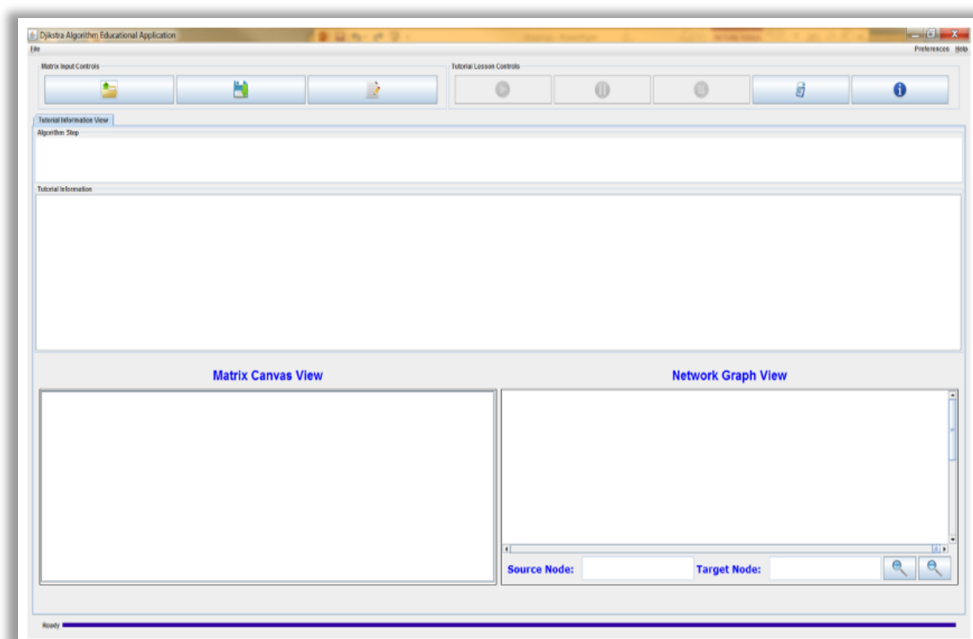 Djikstra Algorithm Educational Application
File Preferences Help
Matrix Input Controls Tutorial Lesson Controls
Tutorial Information View
Algorithm Step
Tutorial Information
Matrix Canvas View Network Graph View
Source Node: Target Node:
Ready